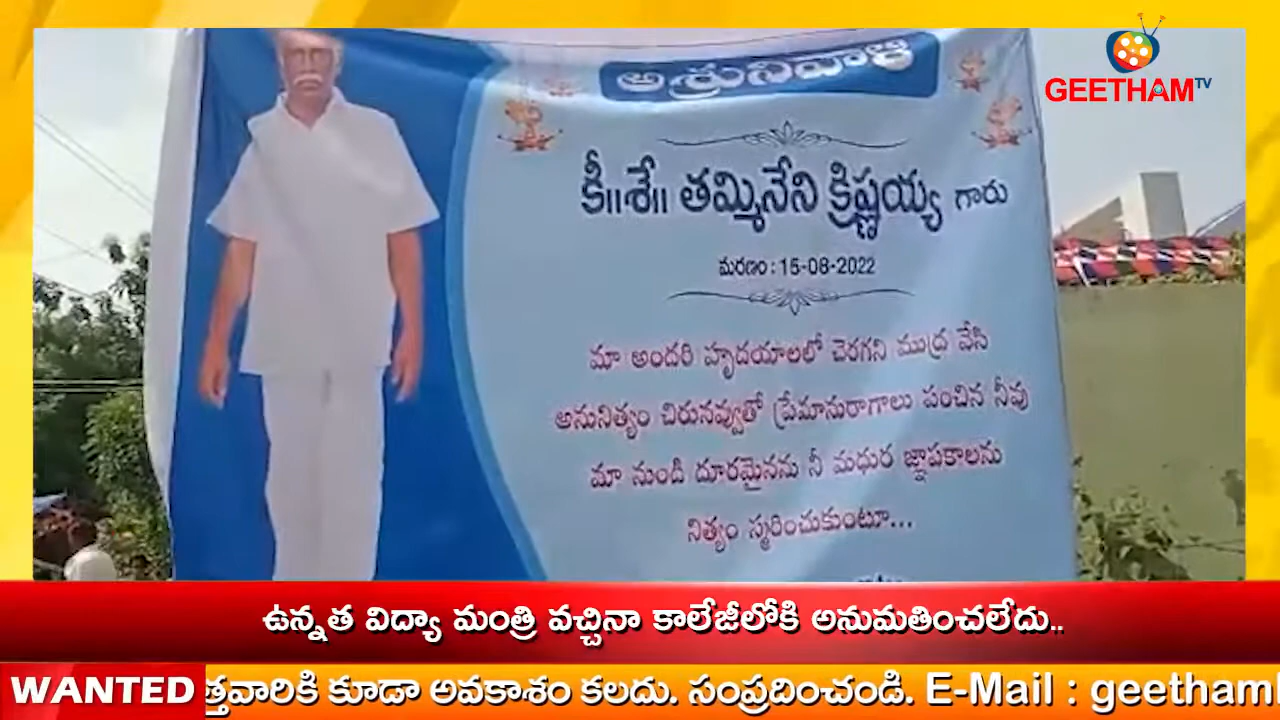 GEETHAM TV
అశ్రునివాళి
కీ॥శే॥ తమ్మినేని క్రిష్ణయ్య గారు
మరణం : 15-08-2022
మా అందరి హృదయాలలో చెరగని ముద్ర వేసి
అనునిత్యం చిరునవ్వుతో ప్రేమానురాగాలు పంచిన నీవు
మా నుండి దూరమైనను నీ మధుర జ్ఞాపకాలను
నిత్యం స్మరించుకుంటూ...
ఉన్నత విద్యా మంత్రి వచ్చినా కాలేజీలోకి అనుమతించలేదు..
WANTED త్తవారికి కూడా అవకాశం కలదు. సంప్రదించండి. E-Mail : geetham